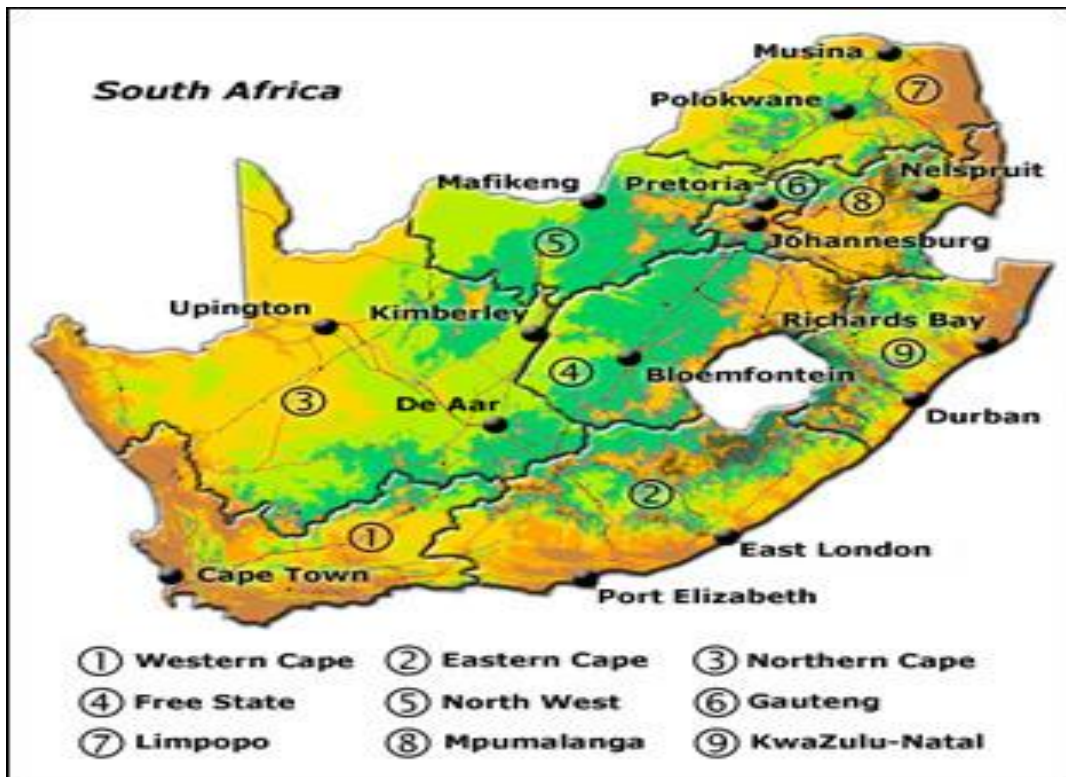 South Africa
Musina
⑦
Polokwane
Nelspruit
Mafikeng
Pretoria
⑥
⑧
⑤
Johannesburg
Upington
Kimberley
Richards Bay
⑨
④
Bloemfontein
③
De Aar
Durban
②
①
East London
Cape Town
Port Elizabeth
① Western Cape ② Eastern Cape ③ Northern Cape
④ Free State ⑤ North West ⑥ Gauteng
⑦ Limpopo ⑧ Mpumalanga ⑨ KwaZulu-Natal